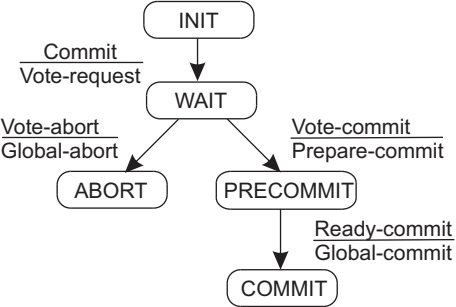 INIT
Commit
Vote-request
WAIT
Vote-abort
Global-abort
Vote-commit
Prepare-commit
ABORT
PRECOMMIT
Ready-commit
Global-commit
COMMIT